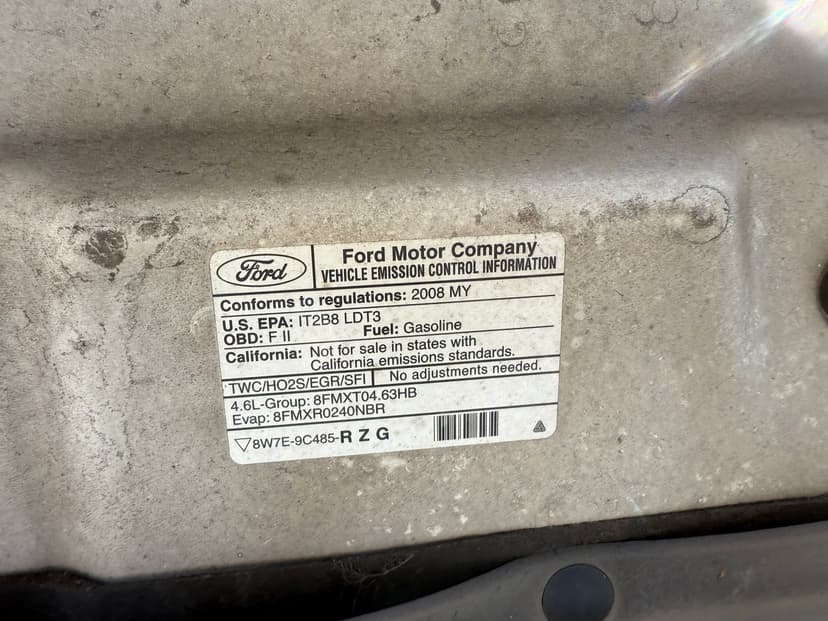 Ford
Ford Motor Company
VEHICLE EMISSION CONTROL INFORMATION
Conforms to regulations: 2008 MY
U.S. EPA: IT2B8 LDT3
OBD: F II Fuel: Gasoline
California: Not for sale in states with
California emissions standards.
TWC/HO2S/EGR/SFI No adjustments needed.
4.6L-Group: 8FMXT04.63HB
Evap: 8FMXR0240NBR
8W7E-9C485-R Z G